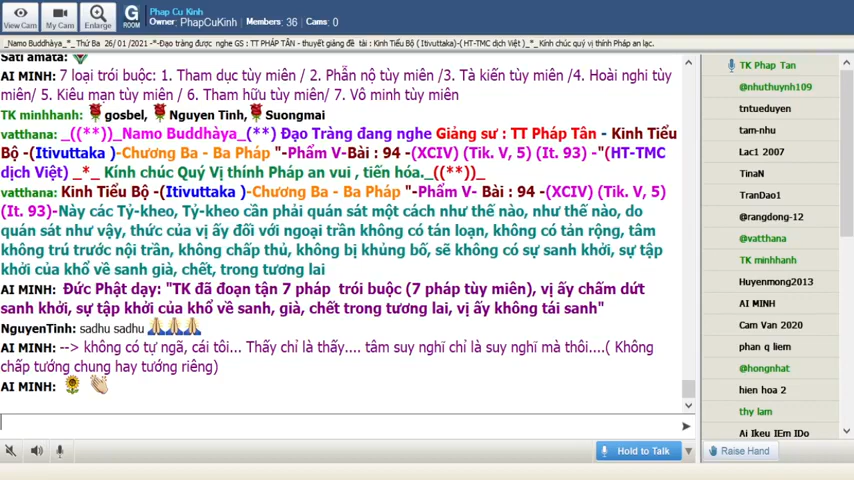 View Cam
My Cam
Enlarge
G
ROOM
Phap Cu Kinh
Owner: PhapCuKinh | Members: 36 | Cams: 0
_Namo Buddhàya_*_ Thứ Ba 26/ 01 /2021 -*-Đạo tràng được nghe GS : TT PHÁP TÂN - thuyết giảng đề tài : Kinh Tiểu Bộ ( Itivuttaka)-( HT-TMC dịch Việt )_*_ Kính chúc quý vị thính Pháp an lạc.
Sati amata:
AI MINH: 7 loại trói buộc: 1. Tham dục tùy miên / 2. Phẫn nộ tùy miên /3. Tà kiến tùy miên /4. Hoài nghi tùy
miên/ 5. Kiêu mạn tùy miên / 6. Tham hữu tùy miên/ 7. Vô minh tùy miên
TK minhhanh: gosbel, Nguyen Tinh, Suongmai
vatthana: _((**))_Namo Buddhàya_(**) Đạo Tràng đang nghe Giảng sư : TT Pháp Tân - Kinh Tiểu
Bộ -(Itivuttaka )-Chương Ba - Ba Pháp "-Phẩm V-Bài : 94 -(XCIV) (Tik. V, 5) (It. 93) -"(HT-TMC
dịch Việt) _*_ Kính chúc Quý Vị thính Pháp an vui , tiến hóa._((**))_
vatthana: Kinh Tiểu Bộ -(Itivuttaka )-Chương Ba - Ba Pháp "-Phẩm V- Bài : 94 -(XCIV) (Tik. V, 5)
(It. 93)-Này các Tỷ-kheo, Tỷ-kheo cần phải quán sát một cách như thế nào, như thế nào, do
quán sát như vậy, thức của vị ấy đối với ngoại trần không có tán loạn, không có tản rộng, tâm
không trú trước nội trần, không chấp thủ, không bị khủng bố, sẽ không có sự sanh khởi, sự tập
khởi của khổ về sanh già, chết, trong tương lai
AI MINH: Đức Phật dạy: "TK đã đoạn tận 7 pháp trói buộc (7 pháp tùy miên), vị ấy chấm dứt
sanh khởi, sự tập khởi của khổ về sanh, già, chết trong tương lai, vị ấy không tái sanh"
NguyenTinh: sadhu sadhu 🙏🙏🙏
AI MINH: --> không có tự ngã, cái tôi... Thấy chỉ là thấy.... tâm suy nghĩ chỉ là suy nghĩ mà thôi....( Không
chấp tướng chung hay tướng riêng)
AI MINH: 🌻 👏
Hold to Talk
TK Phap Tan
@nhuthuynh109
tntueduyen
tam-nhu
Lac1 2007
TinaN
TranDao1
@rangdong-12
@vatthana
TK minhhanh
Huyenmong2013
AI MINH
Cam Van 2020
phan q liem
@hongnhat
hien hoa 2
thy lam
Ai Ikeu IEm IDo
Raise Hand